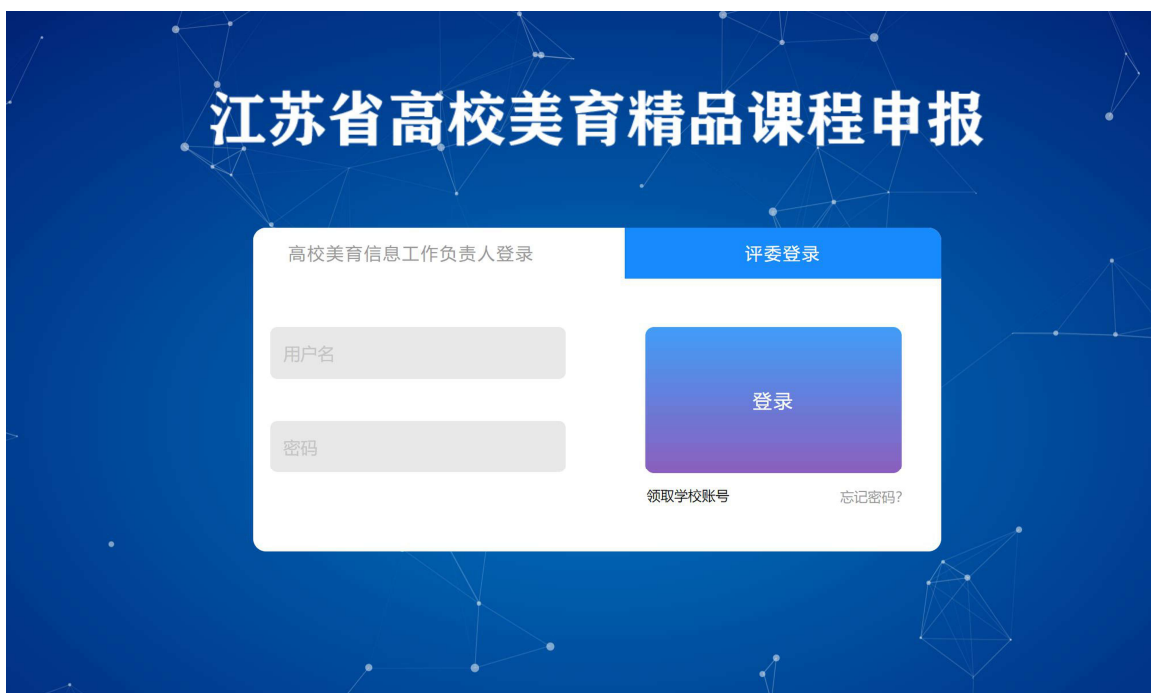 江苏省高校美育精品课程申报
高校美育信息工作负责人登录
评委登录
用户名
登录
密码
领取学校账号
忘记密码?